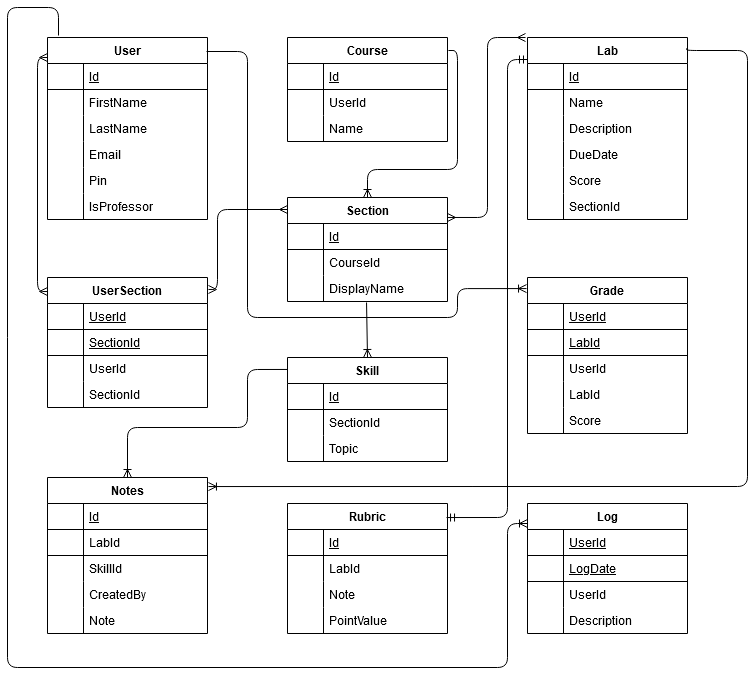 User
Id
FirstName
LastName
Email
Pin
IsProfessor
Course
Id
UserId
Name
Lab
Id
Name
Description
DueDate
Score
SectionId
Section
Id
CourseId
DisplayName
UserSection
UserId
SectionId
UserId
SectionId
Grade
UserId
LabId
UserId
LabId
Score
Skill
Id
SectionId
Topic
Notes
Id
LabId
SkillId
CreatedBy
Note
Rubric
Id
LabId
Note
PointValue
Log
UserId
LogDate
UserId
Description